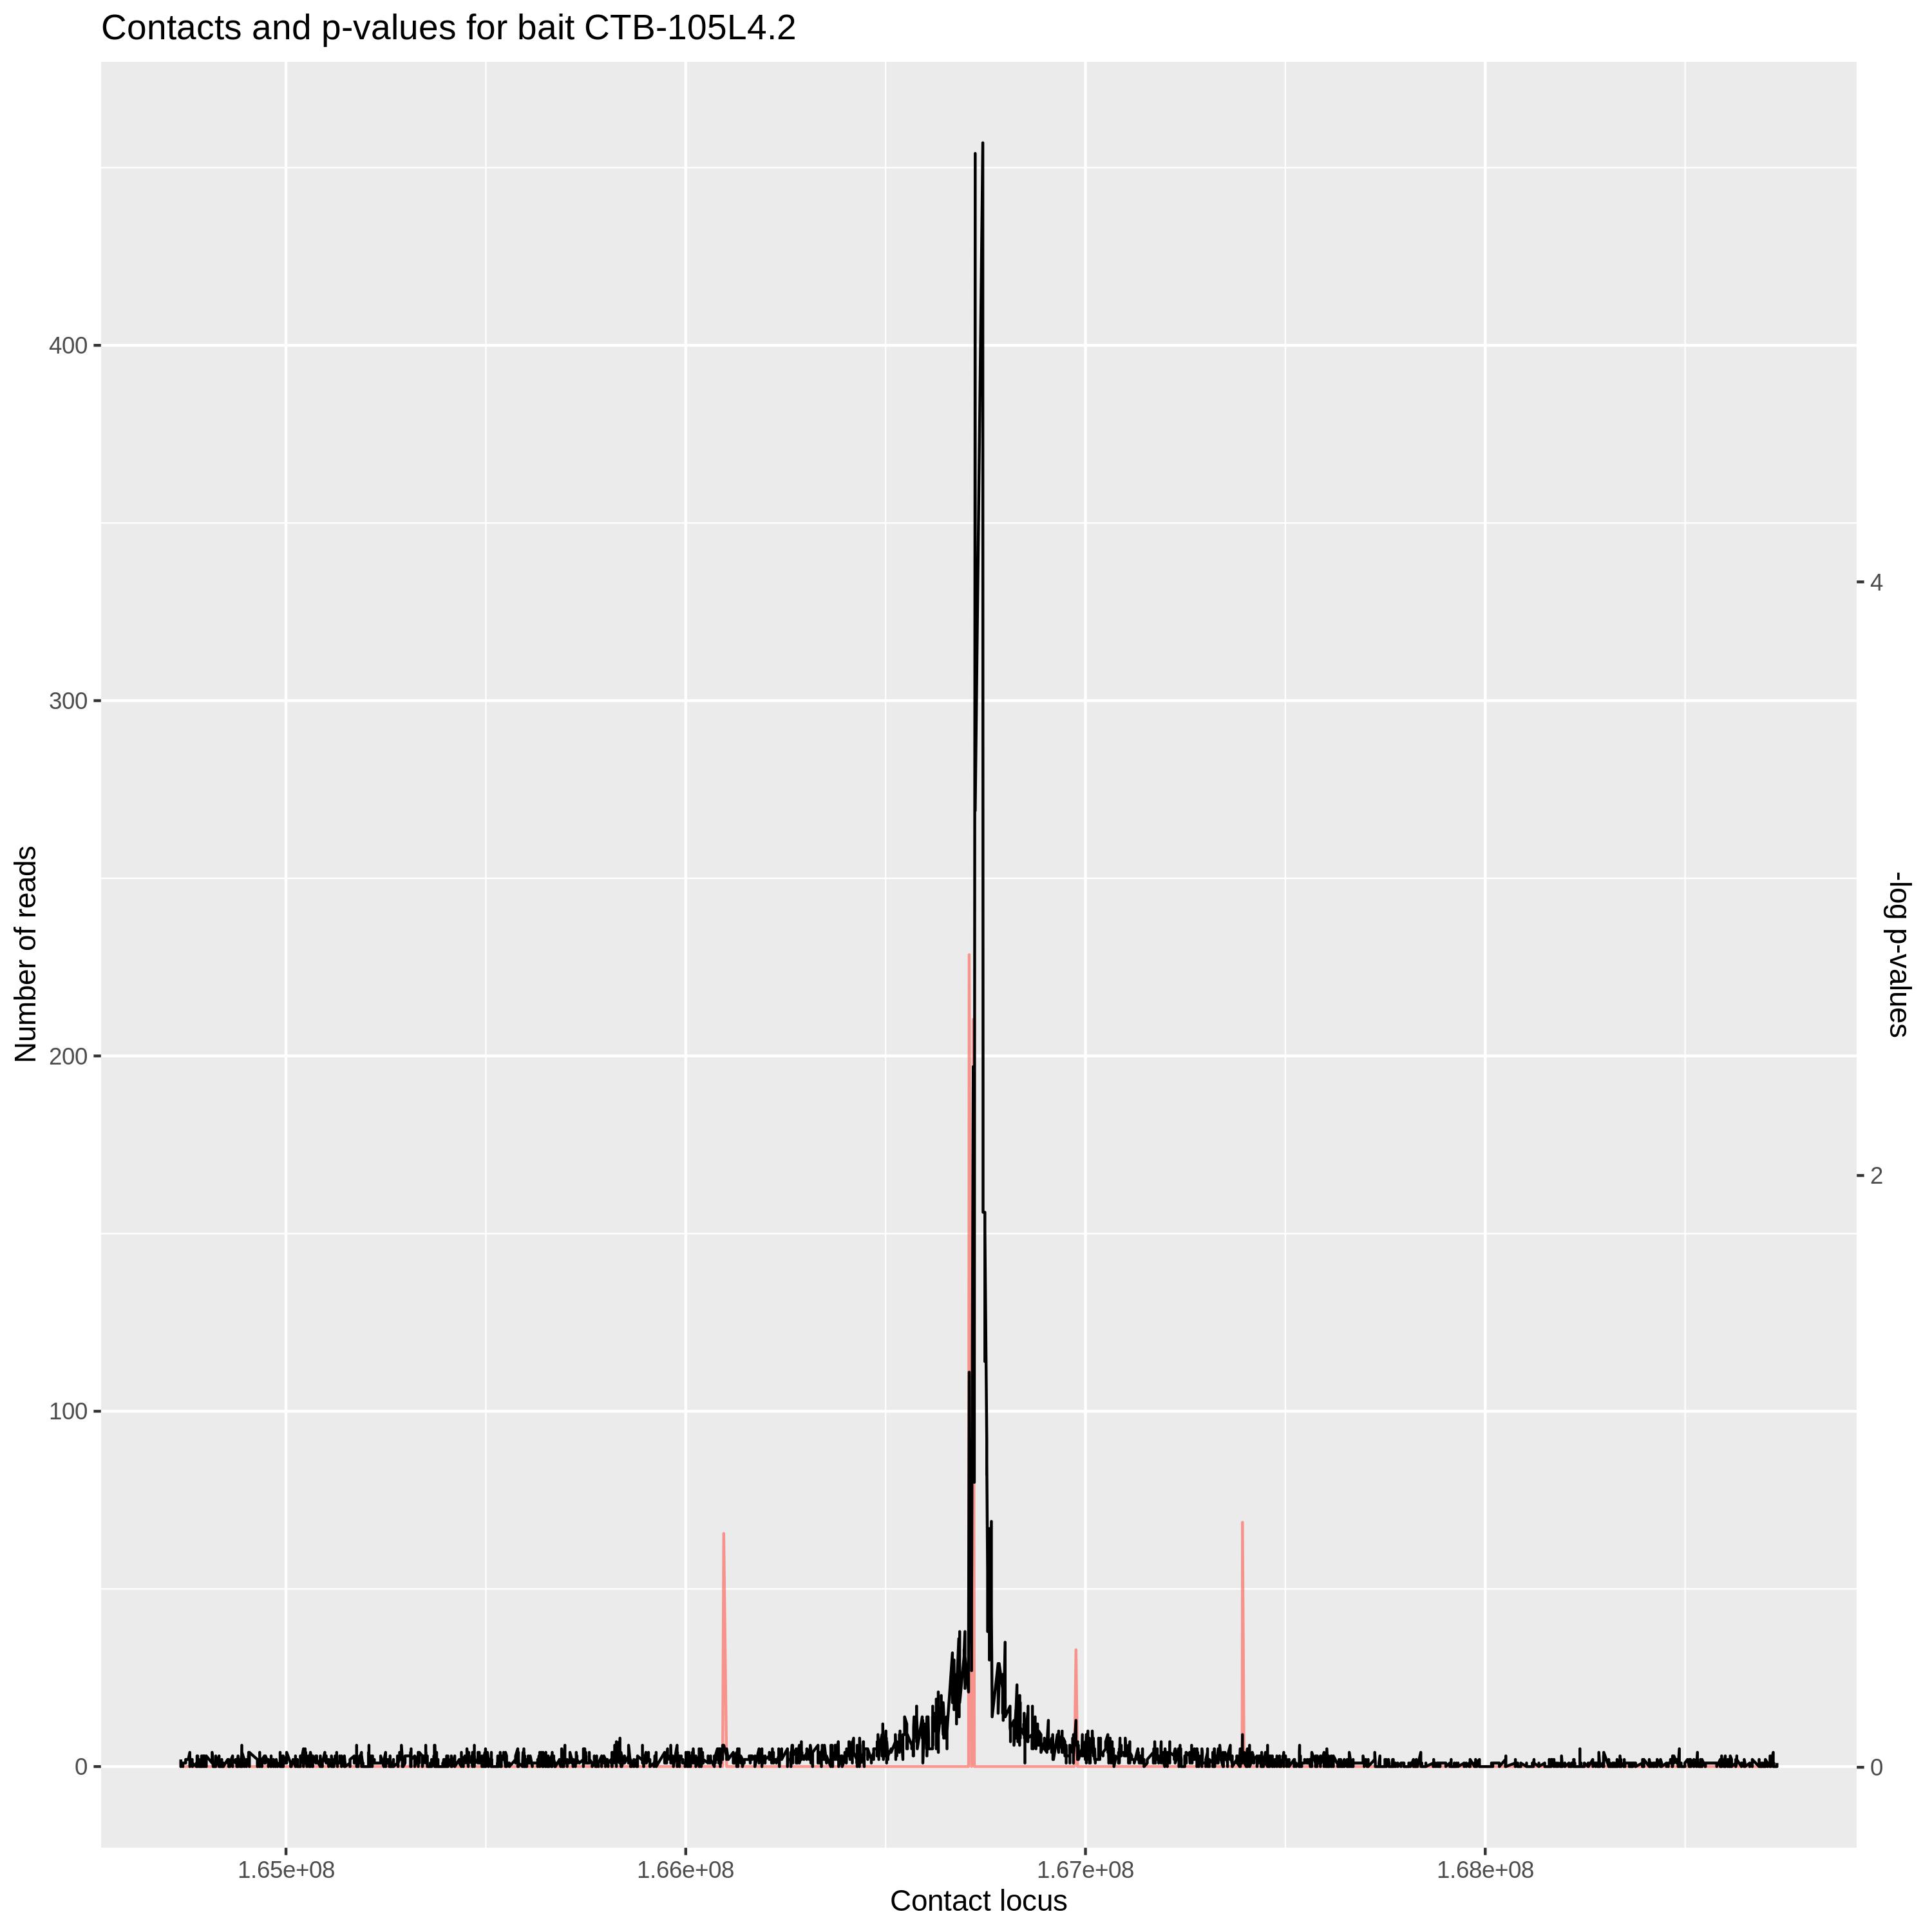 Contacts and p-values for bait CTB-105L4.2
Number of reads
400
300
200
100
0
4
2
0
-log p-values
1.65e+08
1.66e+08
1.67e+08
1.68e+08
Contact locus